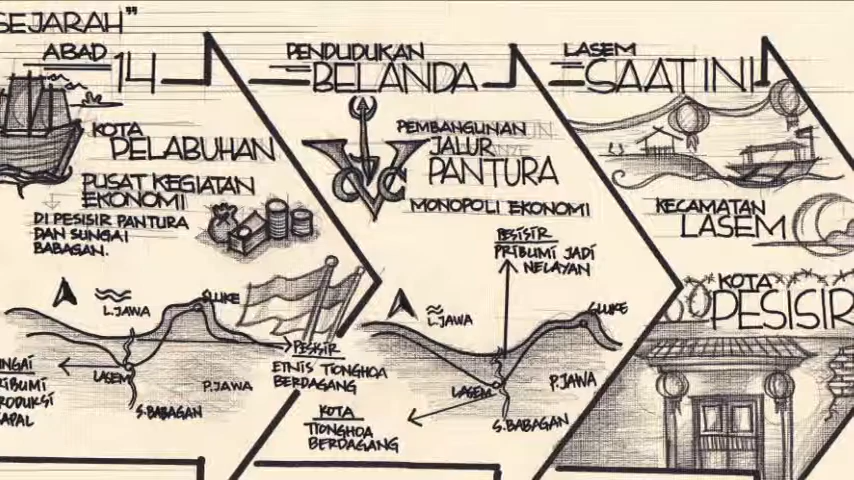 SEJARAH"
ABAD
14
KOTA
PELABUHAN
PUSAT KEGIATAN
EKONOMI
DI PESISIR PANTURA
DAN SUNGAI
BABAGAN.
SLUKE
L.JAWA
LASEM
P.JAWA
S.BABAGAN
PESISIR
ETNIS TIONGHOA
BERDAGANG
PENDUDUKAN
BELANDA
PEMBANGUNAN
JALUR
PANTURA
MONOPOLI EKONOMI
VOC
PESISIR
PRIBUMI JADI
NELAYAN
SLUKE
L.JAWA
LASEM
P.JAWA
S.BABAGAN
KOTA
TIONGHOA
BERDAGANG
LASEM
SAAT INI
KECAMATAN
LASEM
KOTA
PESISIR